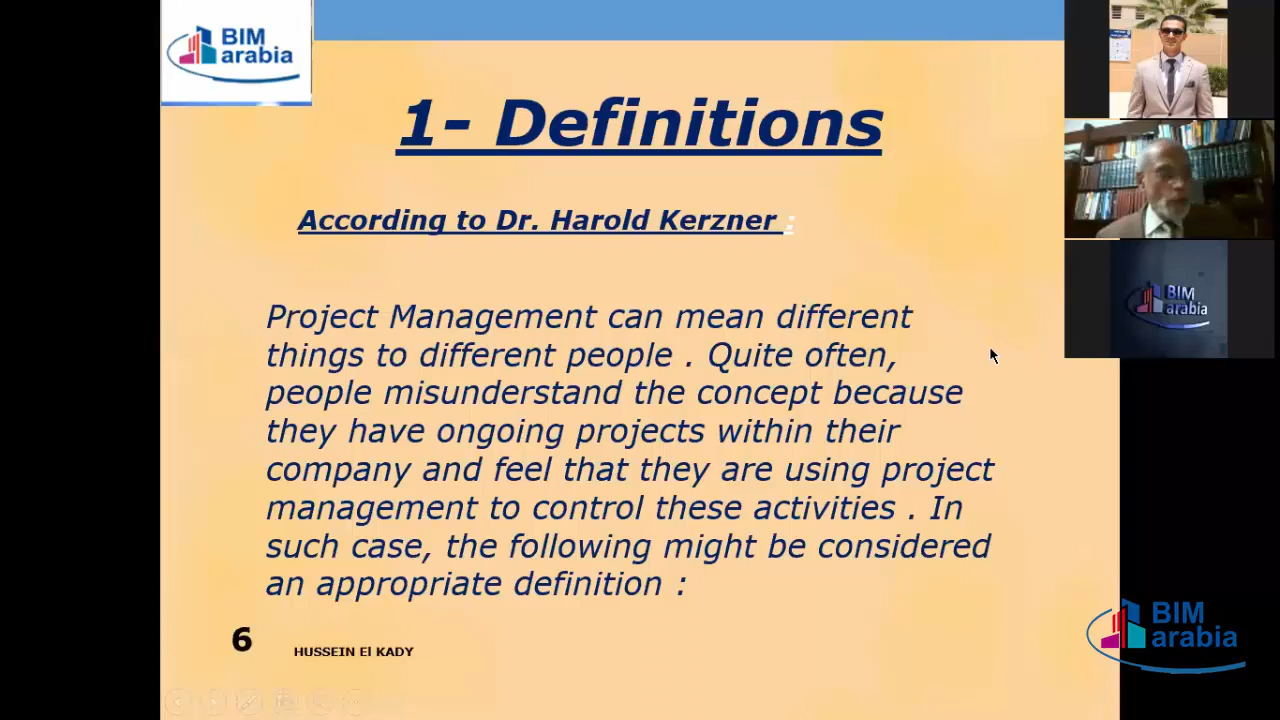 BIM
arabia
1- Definitions
According to Dr. Harold Kerzner :
Project Management can mean different
things to different people . Quite often,
people misunderstand the concept because
they have ongoing projects within their
company and feel that they are using project
management to control these activities . In
such case, the following might be considered
an appropriate definition :
6
HUSSEIN El KADY
BIM
arabia
BIM
arabia